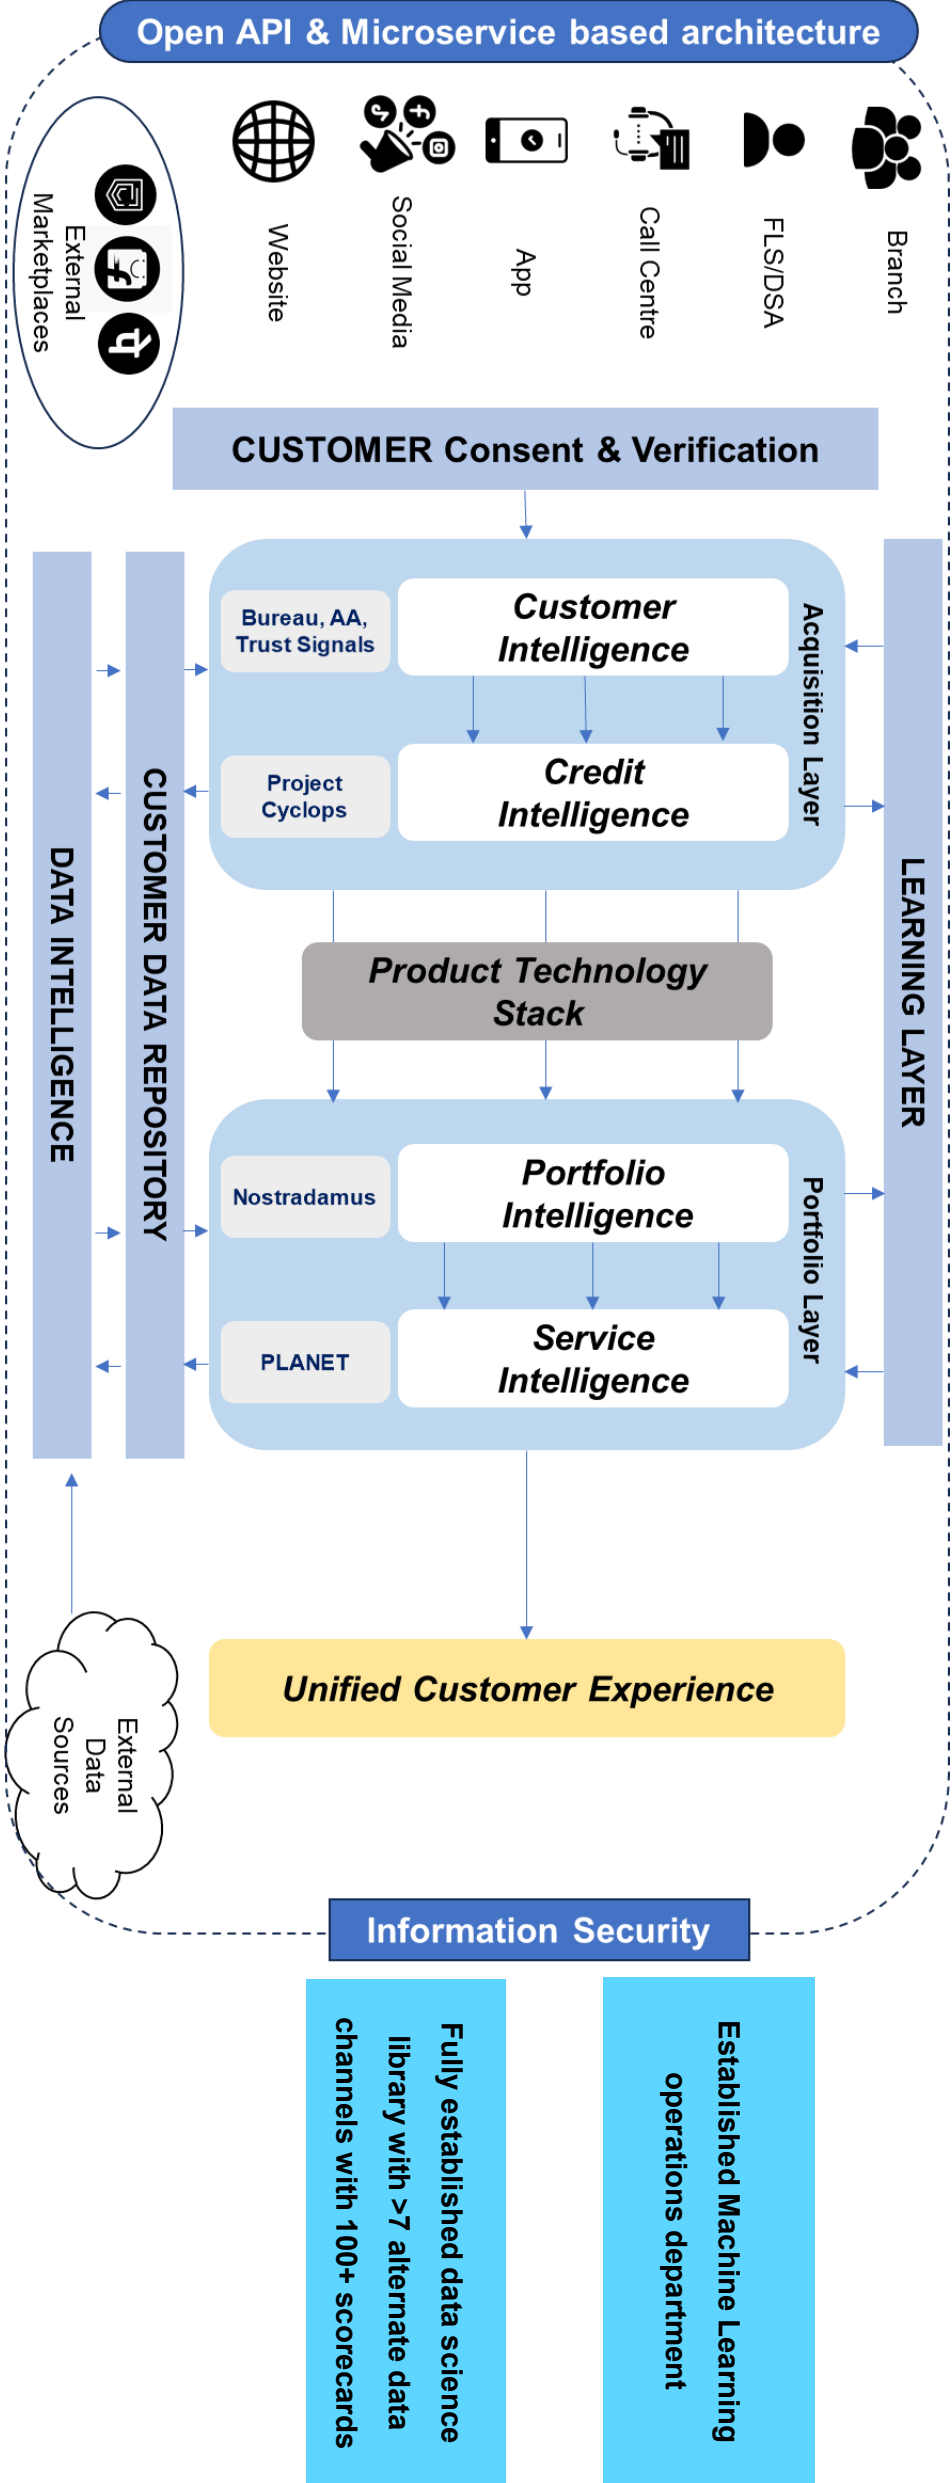 Open API & Microservice based architecture
External
Marketplaces
Website
Social Media
App
Call Centre
FLS/DSA
Branch
CUSTOMER Consent & Verification
DATA INTELLIGENCE
CUSTOMER DATA REPOSITORY
Bureau, AA,
Trust Signals
Customer
Intelligence
Project
Cyclops
Credit
Intelligence
Acquisition Layer
LEARNING LAYER
Product Technology
Stack
Nostradamus
Portfolio
Intelligence
PLANET
Service
Intelligence
Portfolio Layer
External
Data
Sources
Unified Customer Experience
Information Security
Fully established data science
library with >7 alternate data
channels with 100+ scorecards
Established Machine Learning
operations department